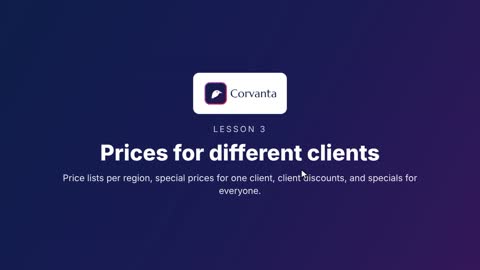 Corvanta
LESSON 3
Prices for different clients
Price lists per region, special prices for one client, client discounts, and specials for
everyone.